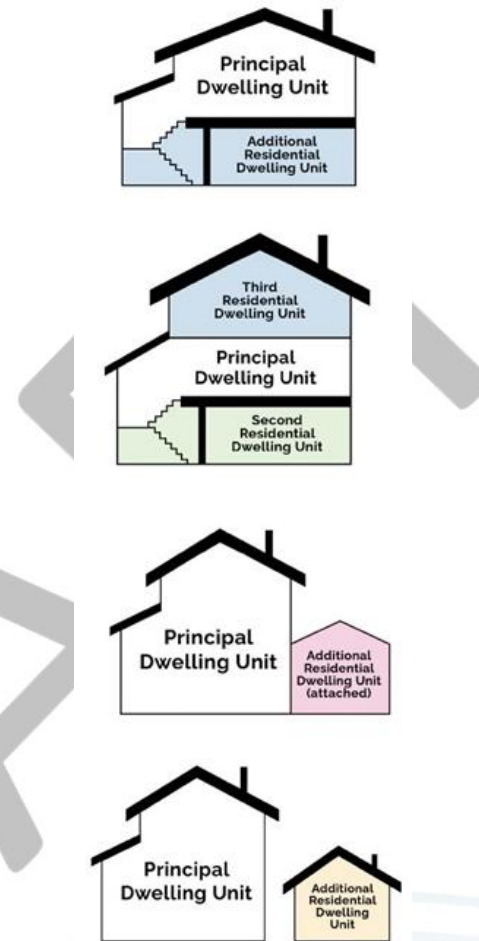 Principal
Dwelling Unit
Additional
Residential
Dwelling Unit
Third
Residential
Dwelling Unit
Principal
Dwelling Unit
Second
Residential
Dwelling Unit
Principal
Dwelling Unit
Additional
Residential
Dwelling Unit
(attached)
Principal
Dwelling Unit
Additional
Residential
Dwelling
Unit